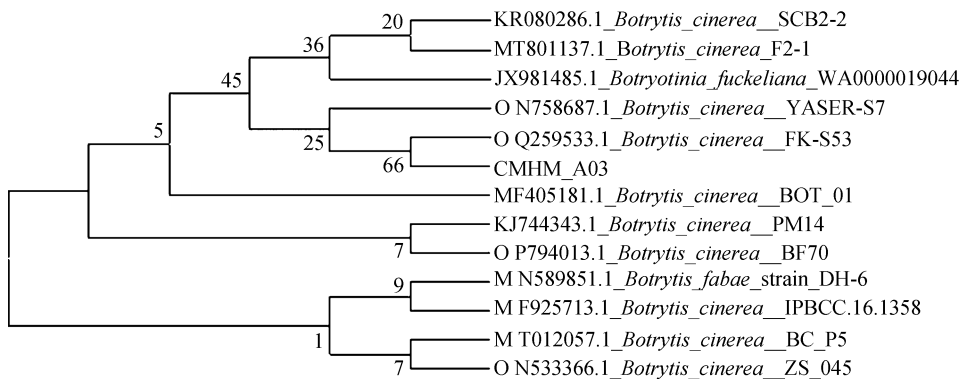 KR080286.1_Botrytis_cinerea__SCB2-2
20
MT801137.1_Botrytis_cinerea_F2-1
36
JX981485.1_Botryotinia_fuckeliana_WA0000019044
45
O N758687.1_Botrytis_cinerea__YASER-S7
5
O Q259533.1_Botrytis_cinerea__FK-S53
25
66
CMHM_A03
MF405181.1_Botrytis_cinerea__BOT_01
KJ744343.1_Botrytis_cinerea__PM14
7
O P794013.1_Botrytis_cinerea__BF70
M N589851.1_Botrytis_fabae_strain_DH-6
9
M F925713.1_Botrytis_cinerea__IPBCC.16.1358
1
M T012057.1_Botrytis_cinerea__BC_P5
7
O N533366.1_Botrytis_cinerea__ZS_045